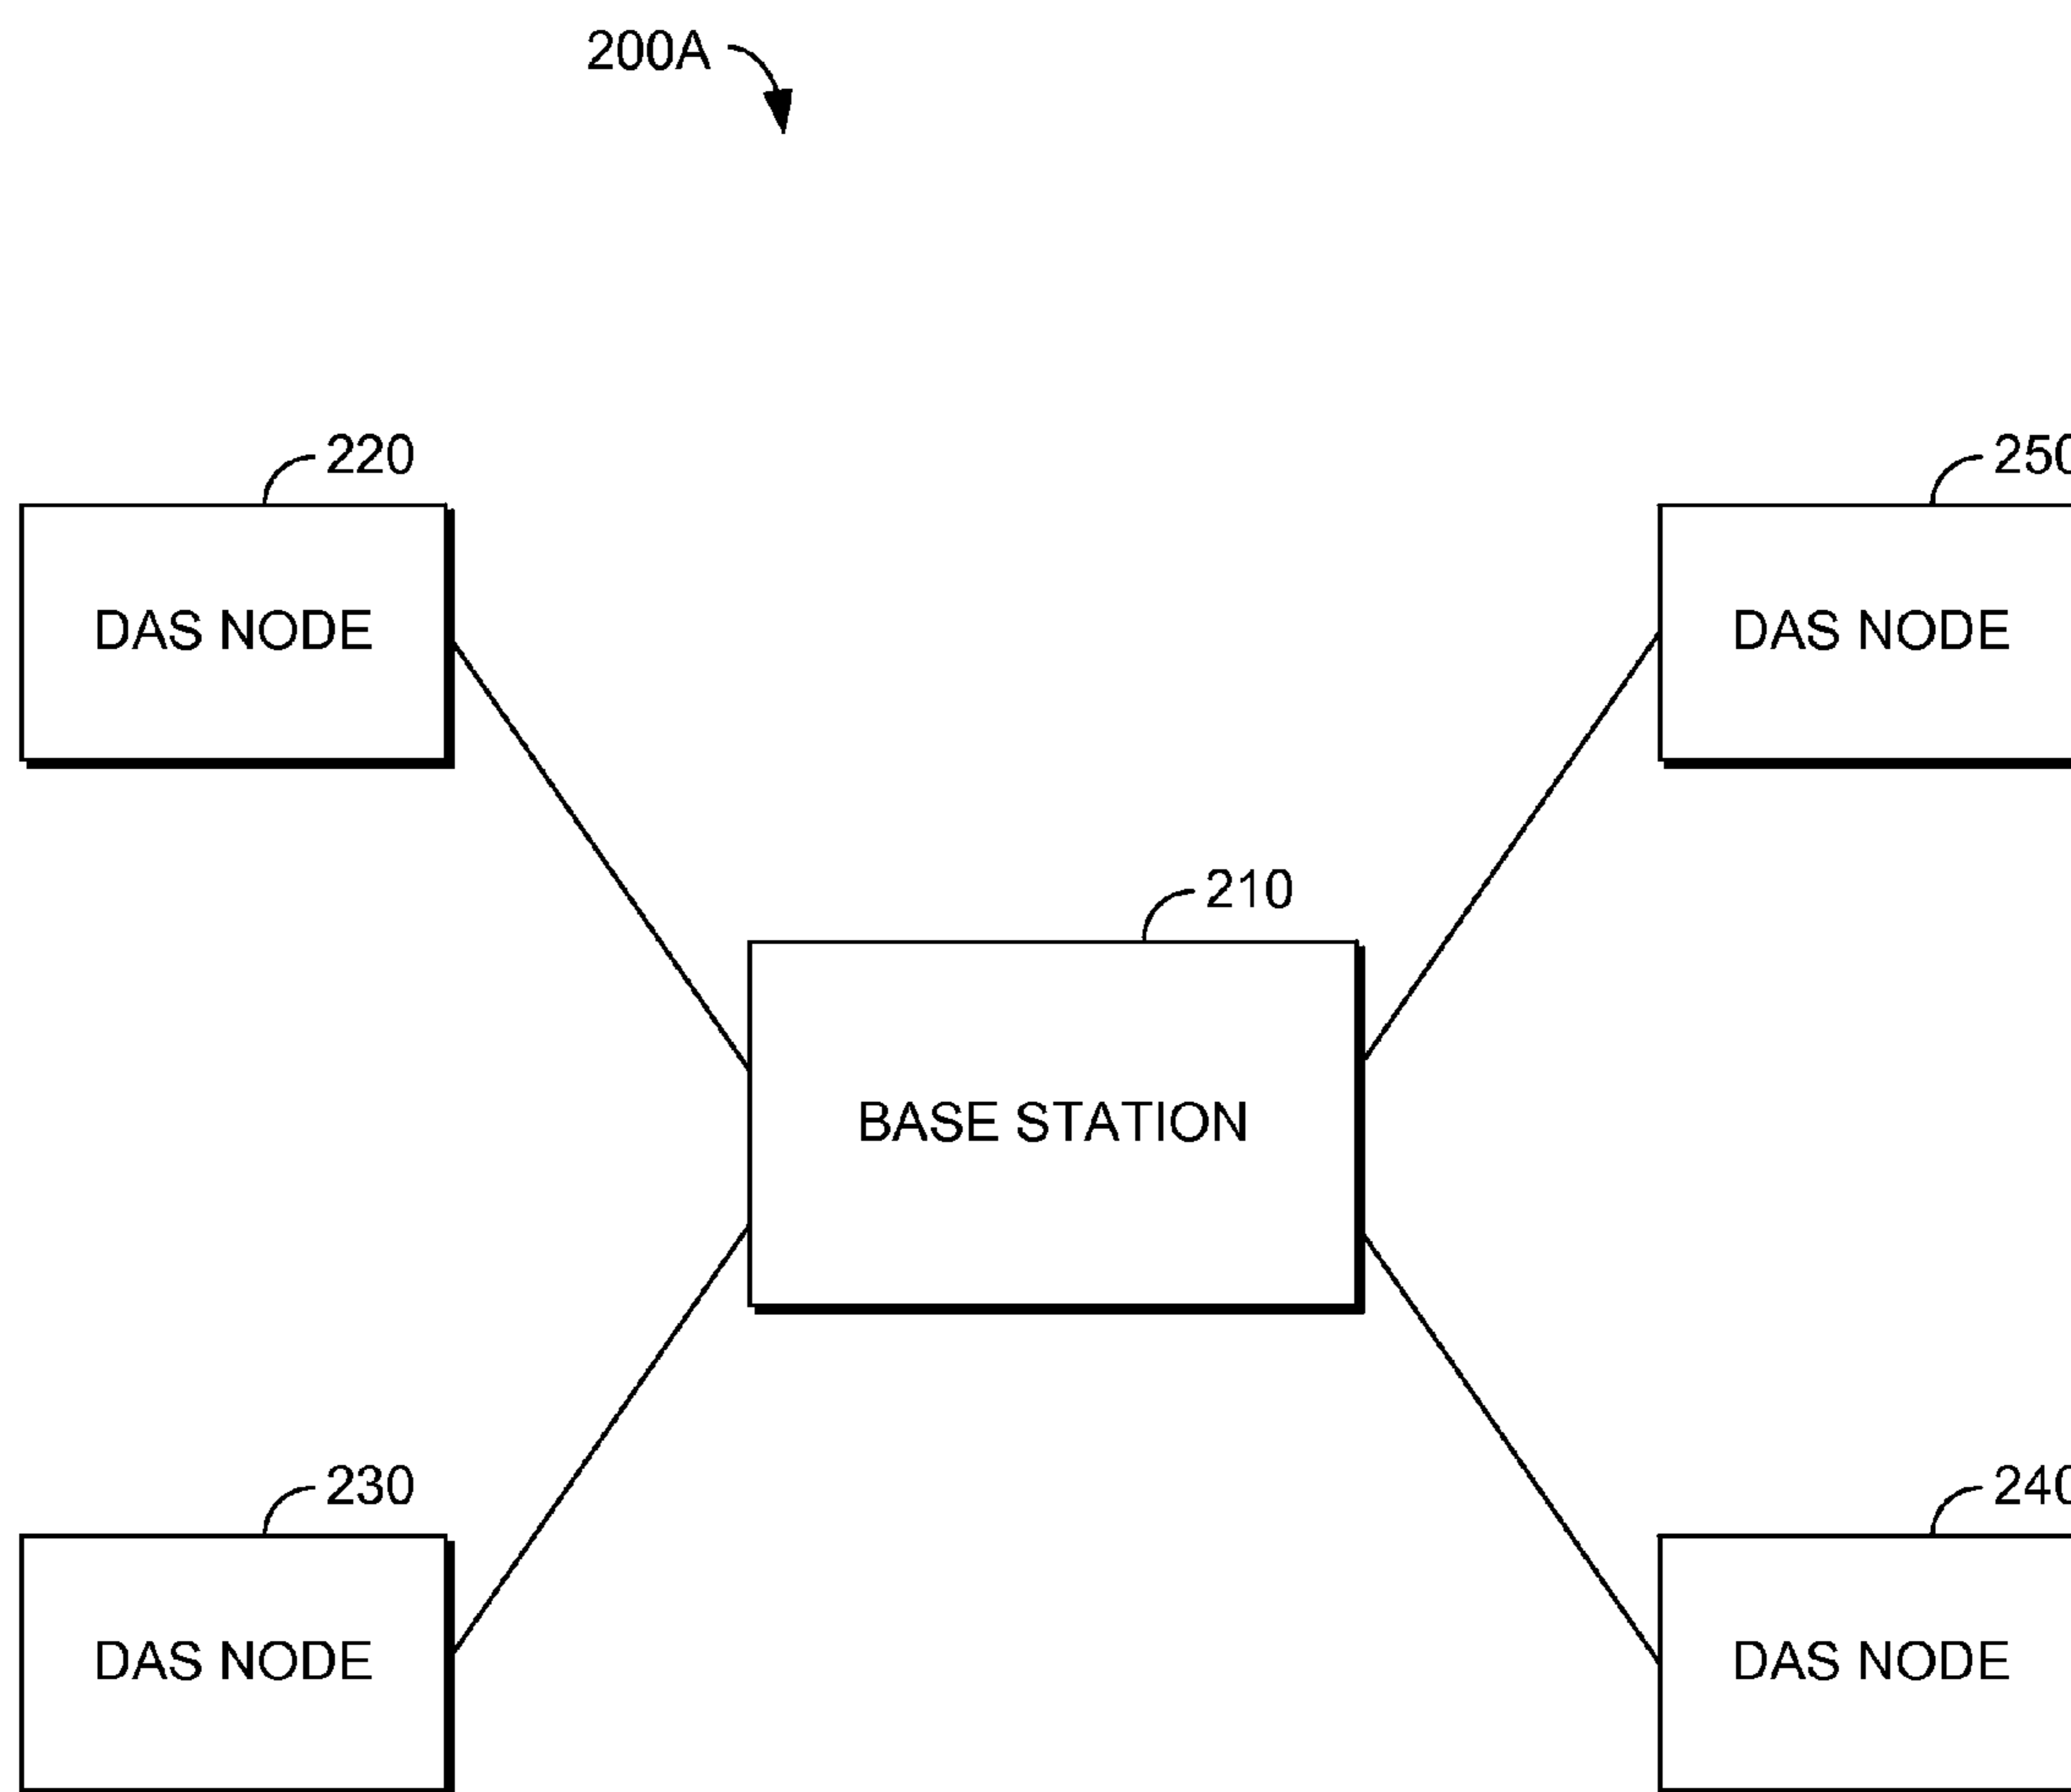 200A
220
250
DAS NODE
DAS NODE
210
BASE STATION
230
240
DAS NODE
DAS NODE